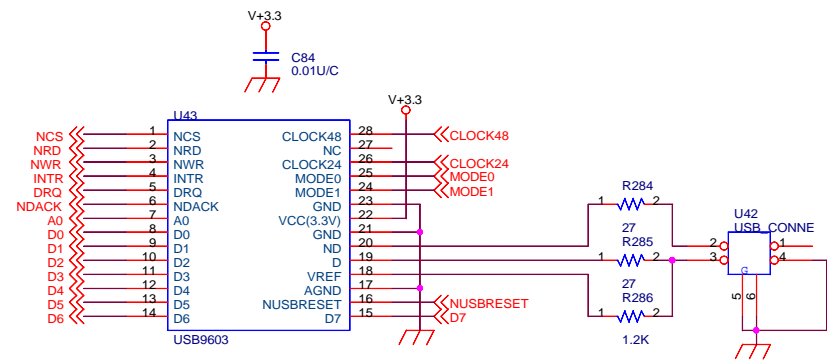 V+3.3
C84
0.01U/C
U43
V+3.3
NCS 1 NCS CLOCK48 28 CLOCK48
NRD 2 NRD NC 27
NWR 3 NWR CLOCK24 26 CLOCK24
INTR 4 INTR MODE0 25 MODE0
DRQ 5 DRQ MODE1 24 MODE1
NDACK 6 NDACK GND 23
A0 7 A0 VCC(3.3V) 22
D0 8 D0 GND 21
D1 9 D1 ND 20
D2 10 D2 D 19
D3 11 D3 VREF 18
D4 12 D4 AGND 17
D5 13 D5 NUSBRESET 16 NUSBRESET
D6 14 D6 D7 15 D7
USB9603
R284
1 2
27
R285
1 2
27
R286
1 2
1.2K
U42
USB_CONNE
2 1
3 4
G
5 6